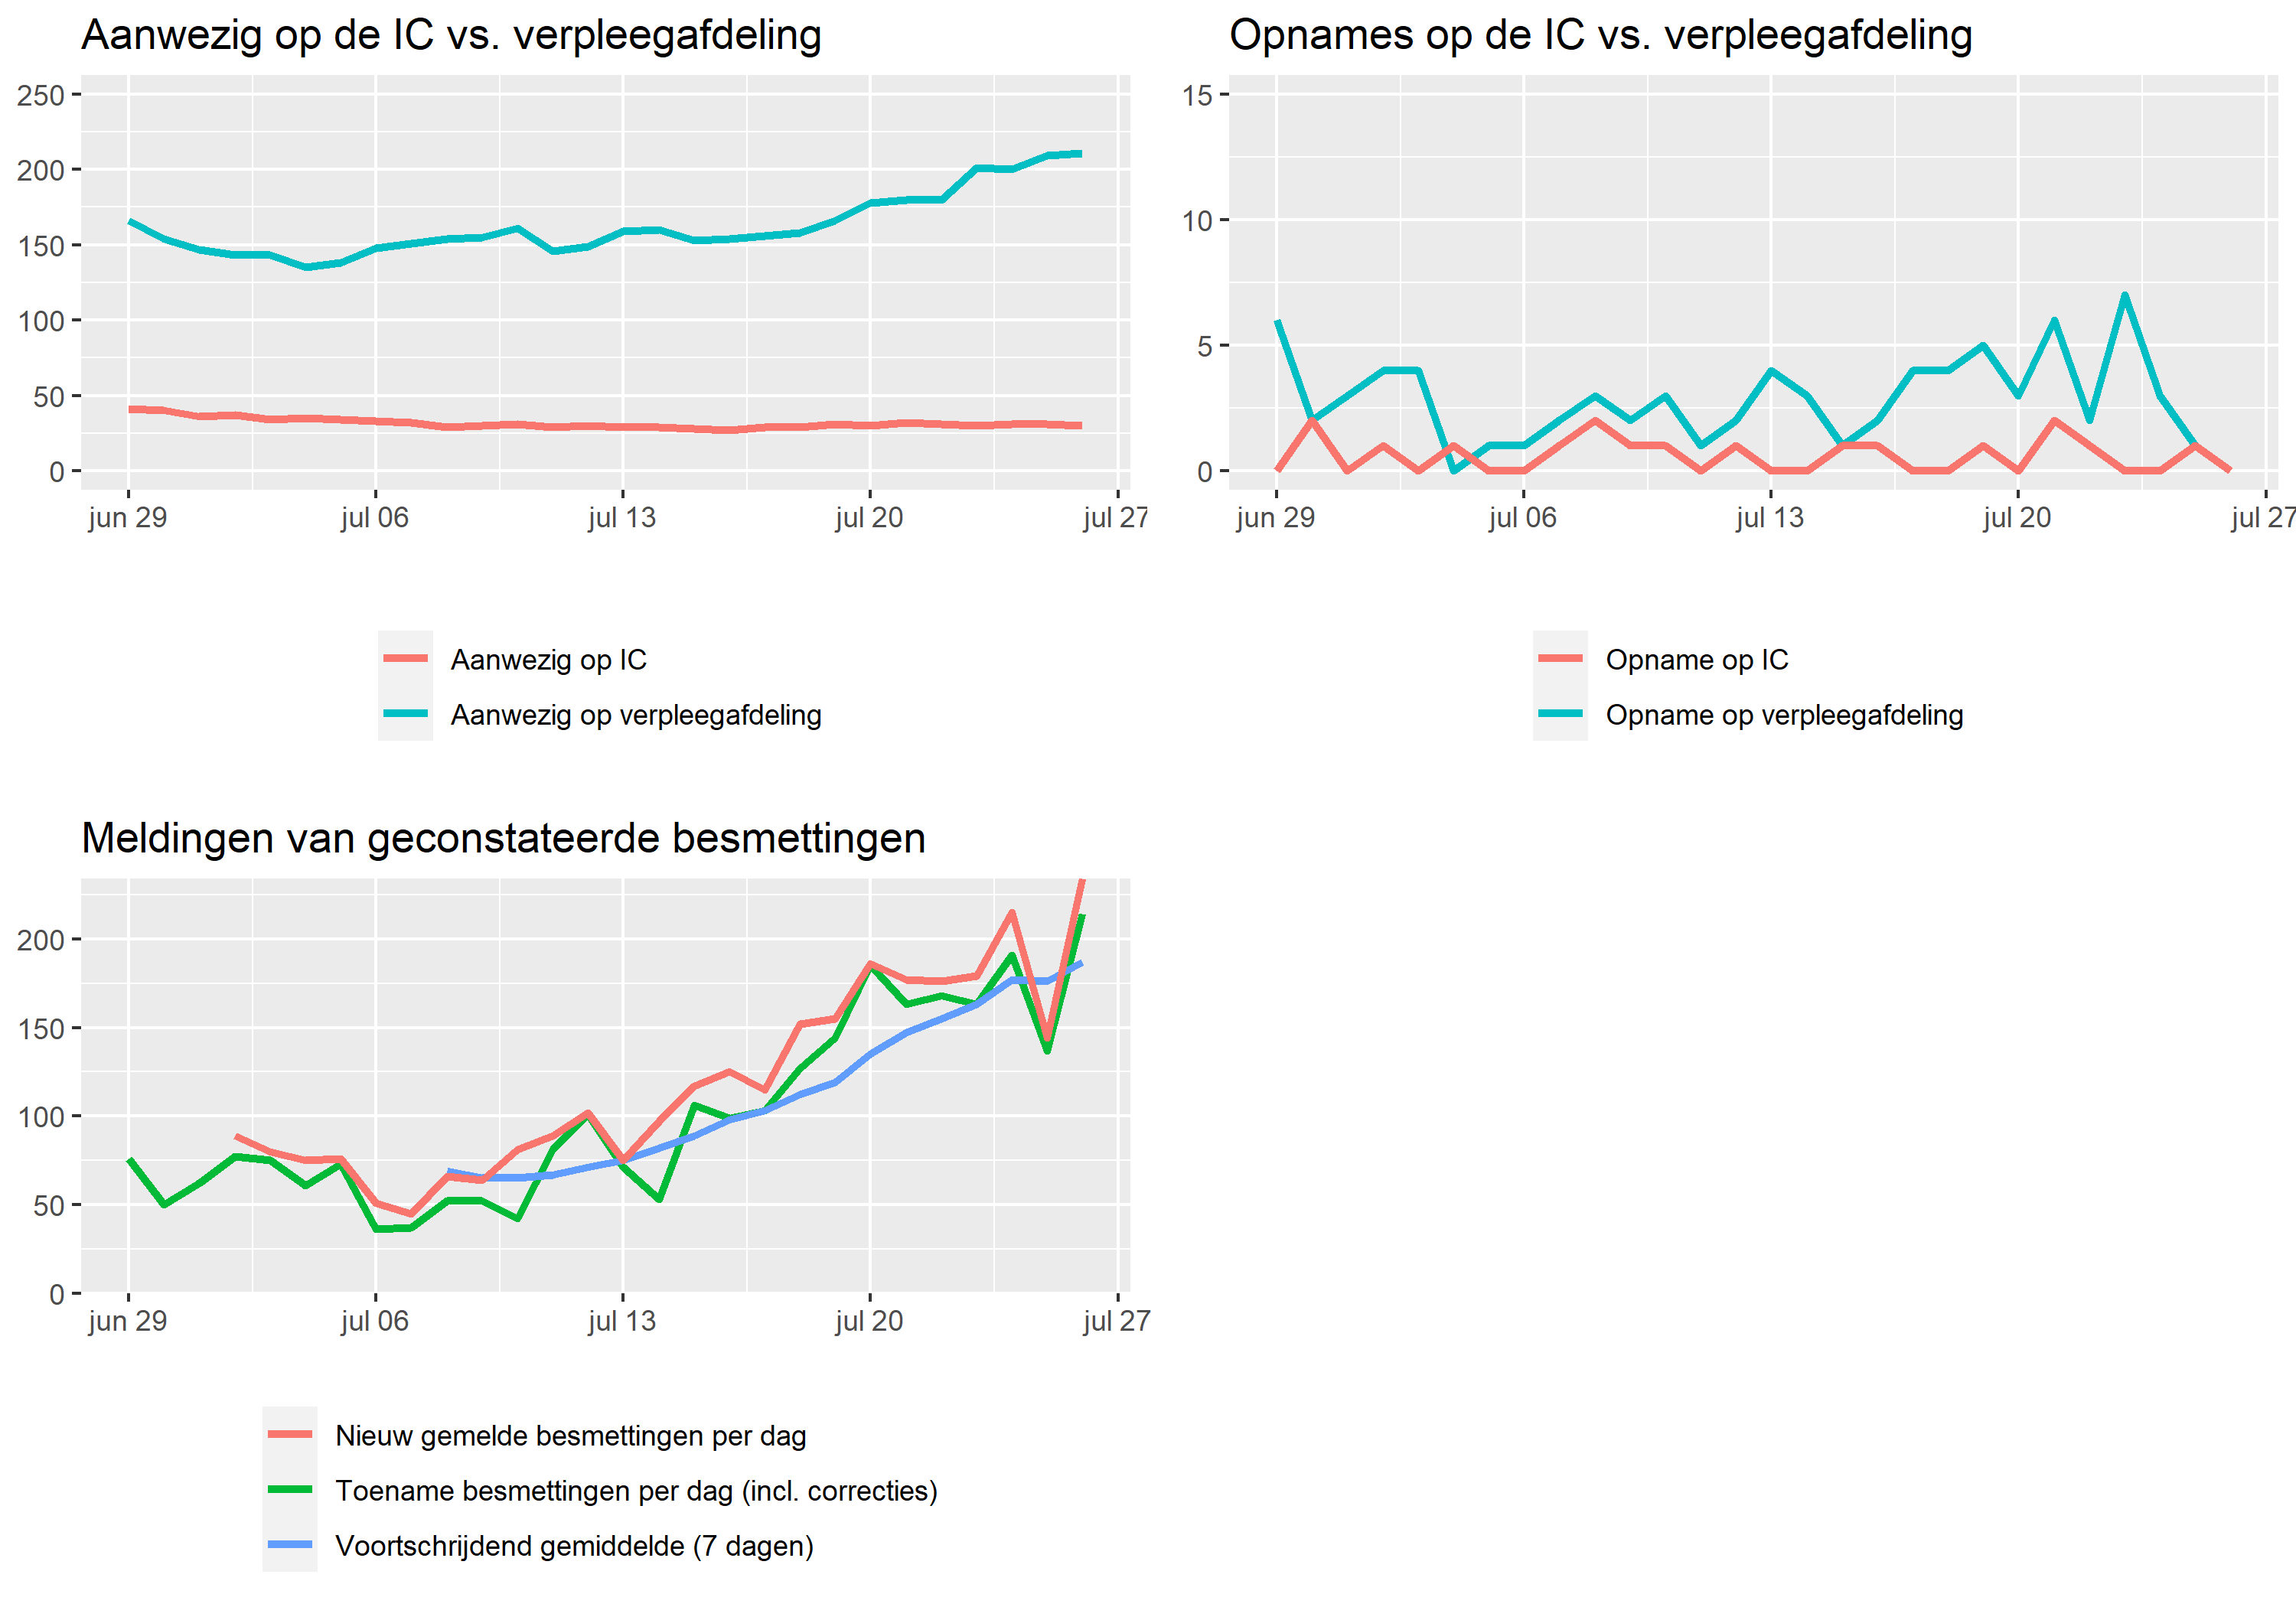 Aanwezig op de IC vs. verpleegafdeling
250
200
150
100
50
0
jun 29 jul 06 jul 13 jul 20 jul 27
Aanwezig op IC
Aanwezig op verpleegafdeling
Opnames op de IC vs. verpleegafdeling
15
10
5
0
jun 29 jul 06 jul 13 jul 20 jul 27
Opname op IC
Opname op verpleegafdeling
Meldingen van geconstateerde besmettingen
200
150
100
50
0
jun 29 jul 06 jul 13 jul 20 jul 27
Nieuw gemelde besmettingen per dag
Toename besmettingen per dag (incl. correcties)
Voortschrijdend gemiddelde (7 dagen)